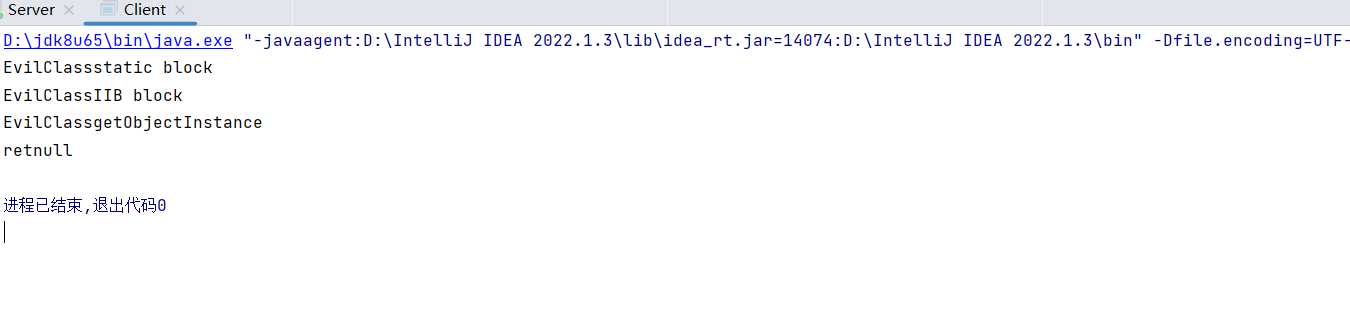 Server Client
D:\jdk8u65\bin\java.exe "-javaagent:D:\IntelliJ IDEA 2022.1.3\lib\idea_rt.jar=14074:D:\IntelliJ IDEA 2022.1.3\bin" -Dfile.encoding=UTF-
EvilClassstatic block
EvilClassIIB block
EvilClassgetObjectInstance
retnull
进程已结束,退出代码0